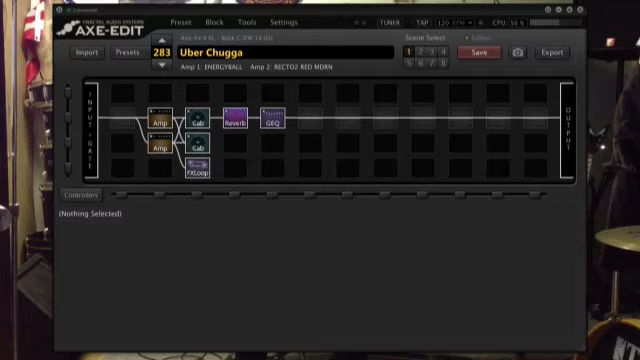 FRACTAL AUDIO SYSTEMS
AXE-EDIT
Preset Block Tools Settings
TUNER TAP 120 BPM CPU: 56 %
Import Presets 283
Uber Chugga
Amp 1: ENERGYBALL Amp 2: RECTO2 RED MDRN
Scene Select
1 2 3 4
5 6 7 8
Edited
Save
Export
INPUT - GATE
Amp Cab Reverb GEQ
Amp Cab
FXLoop
OUTPUT
Controllers
(Nothing Selected)